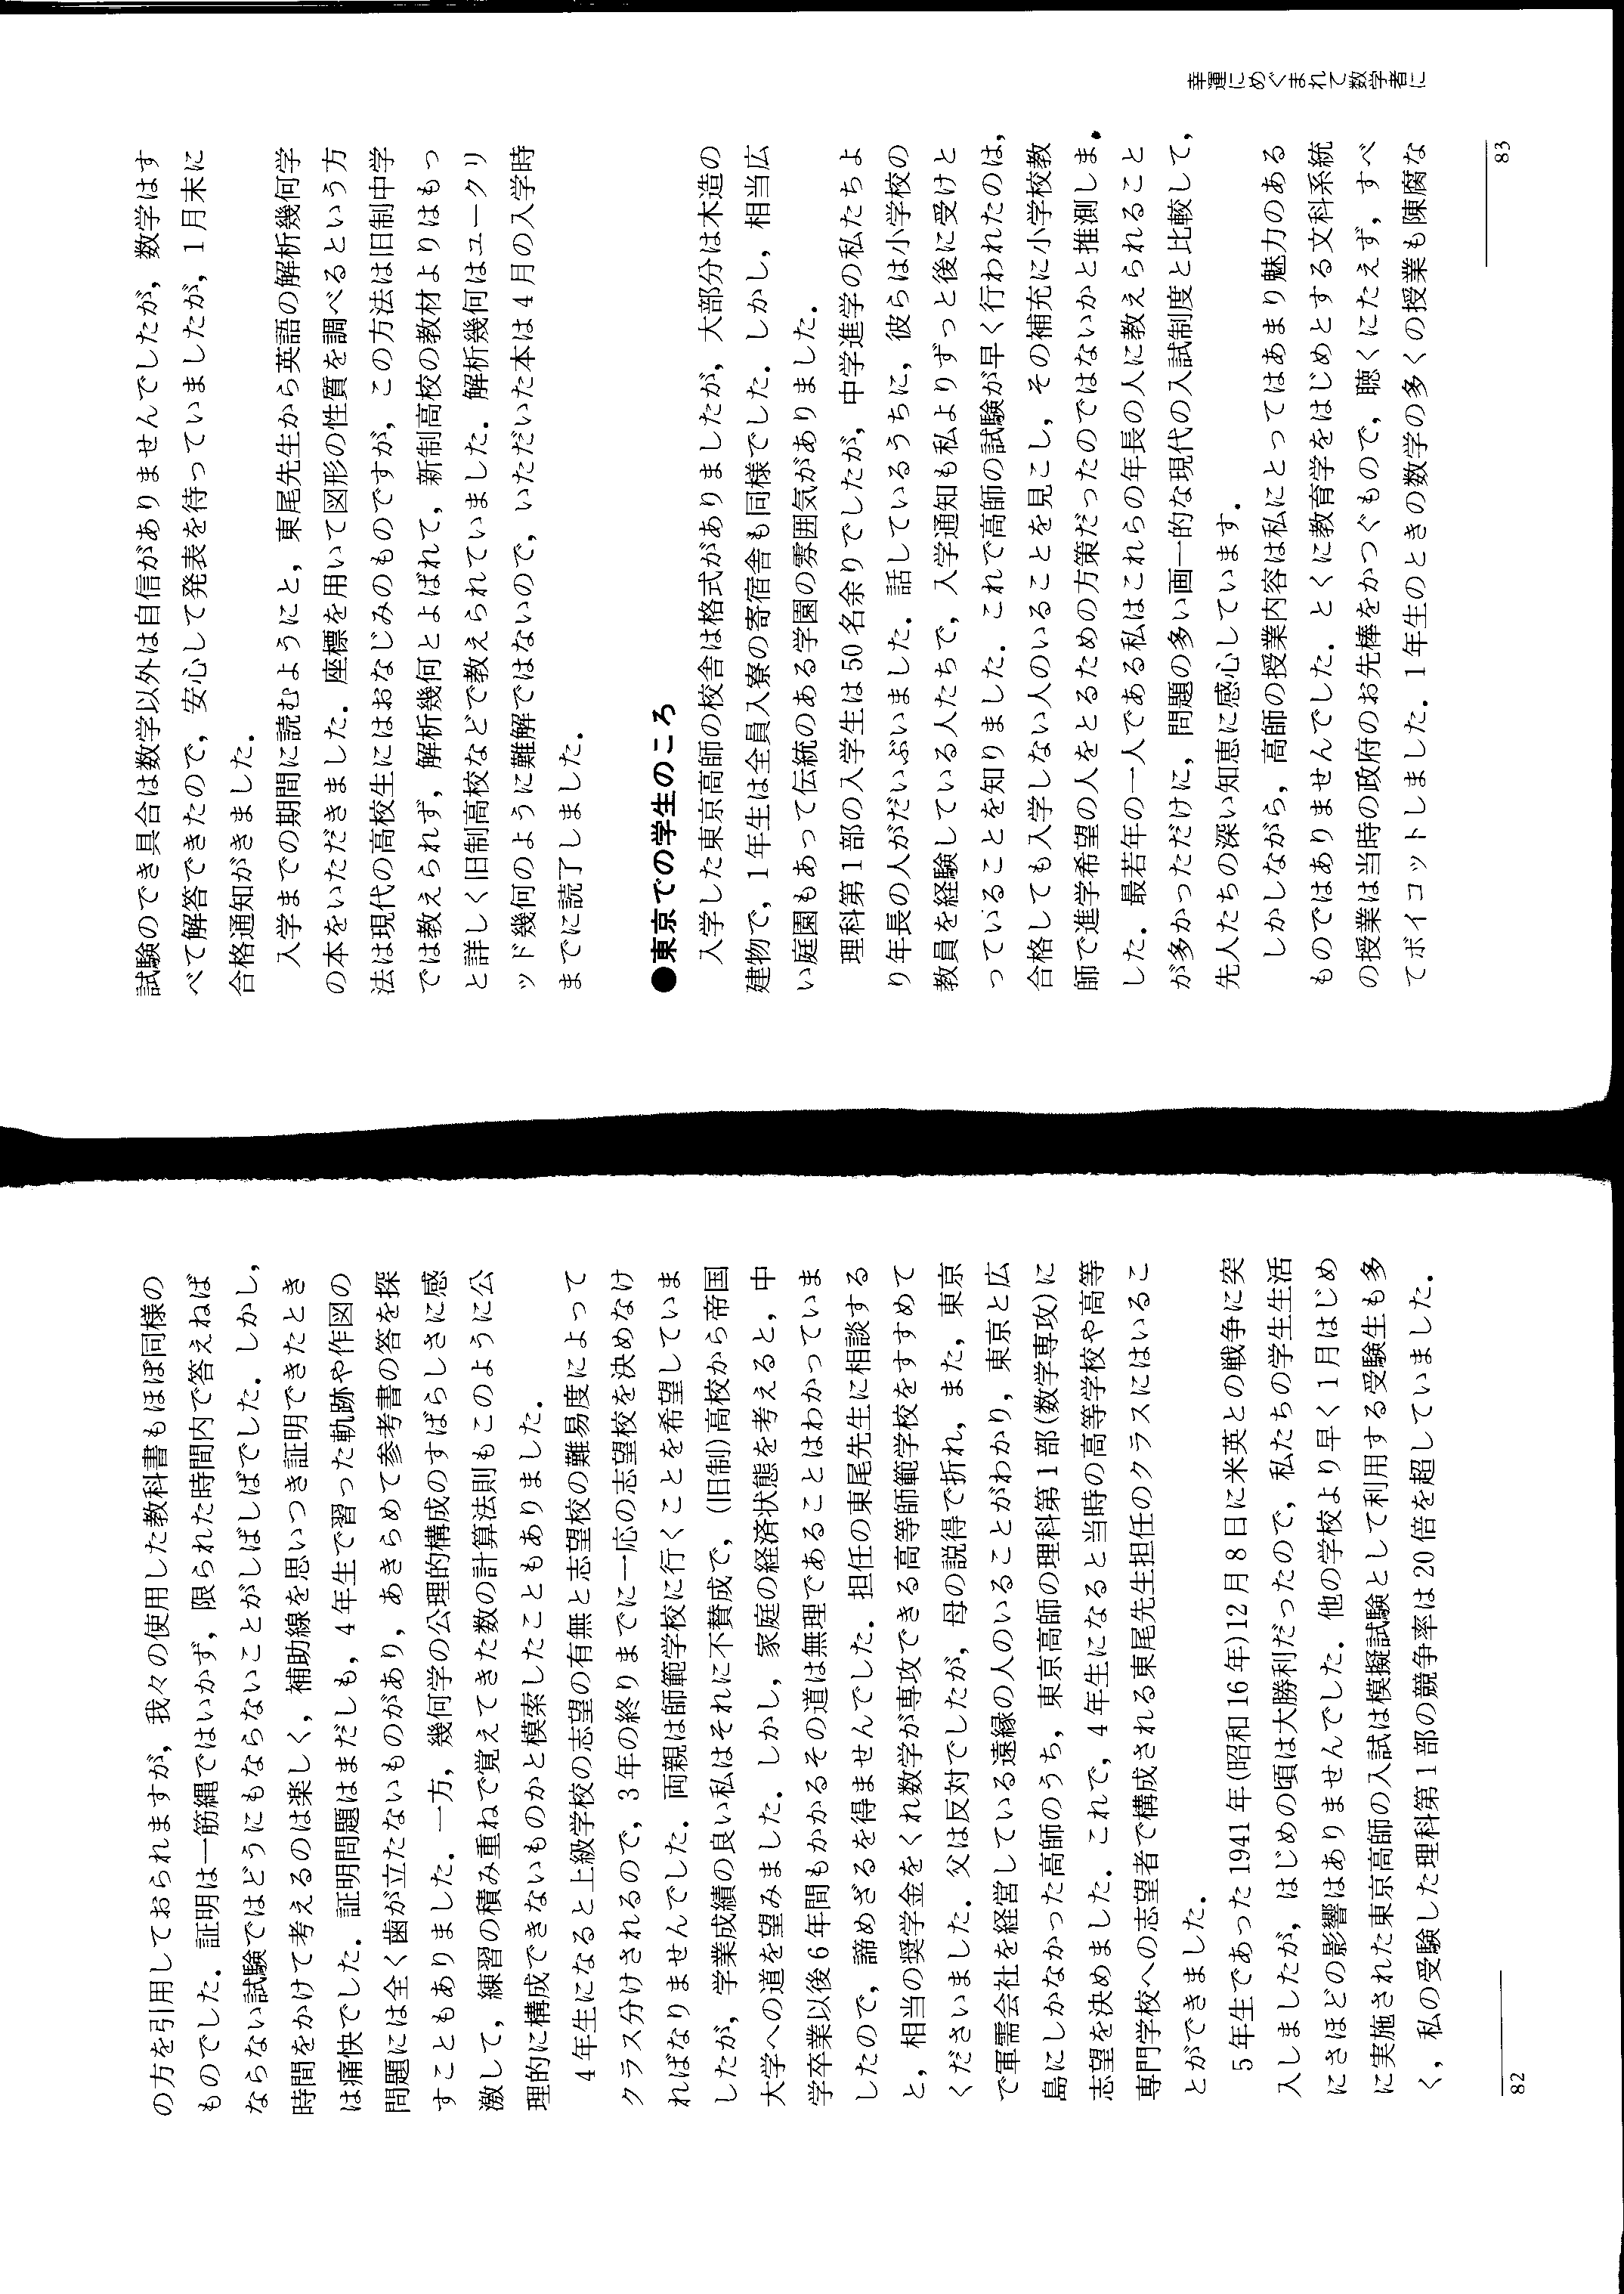 の方を引用しておられますが，我々の使用した教科書もほぼ同様の
ものでした．証明は一筋縄ではいかず，限られた時間内で答えねば
ならない試験ではどうにもならないことがしばしばでした．しかし，
時間をかけて考えるのは楽しく，補助線を思いつき証明できたとき
は痛快でした．証明問題はまだしも，4年生で習った軌跡や作図の
問題には全く歯が立たないものがあり，あきらめて参考書の答を探
すこともありました．一方，幾何学の公理的構成のすばらしさに感
激して，練習の積み重ねで覚えてきた数の計算法則もこのように公
理的に構成できないものかと模索したこともありました．
4年生になると上級学校の志望の有無と志望校の難易度によって
クラス分けされるので，3年の終りまでに一応の志望校を決めなけ
ればなりませんでした．両親は師範学校に行くことを希望していま
したが，学業成績の良い私はそれに不賛成で，(旧制)高校から帝国
大学への道を望みました．しかし，家庭の経済状態を考えると，中
学卒業以後6年間もかかるその道は無理であることはわかっていま
したので，諦めざるを得ませんでした．担任の東尾先生に相談する
と，相当の奨学金をくれ数学が専攻できる高等師範学校をすすめて
くださいました．父は反対でしたが，母の説得で折れ，また，東京
で軍需会社を経営している遠縁の人のいることがわかり，東京と広
島にしかなかった高師のうち，東京高師の理科第1部(数学専攻)に
志望を決めました．これで，4年生になると当時の高等学校や高等
専門学校への志望者で構成される東尾先生担任のクラスにはいるこ
とができました．
5年生であった1941年(昭和16年)12月8日に米英との戦争に突
入しましたが，はじめの頃は大勝利だったので，私たちの学生生活
にさほどの影響はありませんでした．他の学校より早く1月はじめ
に実施された東京高師の入試は模擬試験として利用する受験生も多
く，私の受験した理科第1部の競争率は20倍を超していました．
82
試験のでき具合は数学以外は自信がありませんでしたが，数学はす
べて解答できたので，安心して発表を待っていましたが，1月末に
合格通知がきました．
入学までの期間に読むようにと，東尾先生から英語の解析幾何学
の本をいただきました．座標を用いて図形の性質を調べるという方
法は現代の高校生にはおなじみのものですが，この方法は旧制中学
では教えられず，解析幾何とよばれて，新制高校の教材よりはもっ
と詳しく旧制高校などで教えられていました．解析幾何はユークリ
ッド幾何のように難解ではないので，いただいた本は4月の入学時
までに読了しました．
●東京での学生のころ
入学した東京高師の校舎は格式がありましたが，大部分は木造の
建物で，1年生は全員入寮の寄宿舎も同様でした．しかし，相当広
い庭園もあって伝統のある学園の雰囲気がありました．
理科第1部の入学生は50名余りでしたが，中学進学の私たちよ
り年長の人がだいぶいました．話しているうちに，彼らは小学校の
教員を経験している人たちで，入学通知も私よりずっと後に受けと
っていることを知りました．これで高師の試験が早く行われたのは，
合格しても入学しない人のいることを見こし，その補充に小学校教
師で進学希望の人をとるための方策だったのではないかと推測しま
した．最若年の一人である私はこれらの年長の人に教えられること
が多かっただけに，問題の多い画一的な現代の入試制度と比較して，
先人たちの深い知恵に感心しています．
しかしながら，高師の授業内容は私にとってはあまり魅力のある
ものではありませんでした．とくに教育学をはじめとする文科系統
の授業は当時の政府のお先棒をかつぐもので，聴くにたえず，すべ
てボイコットしました．1年生のときの数学の多くの授業も陳腐な
幸運にめぐまれて数学者に
83